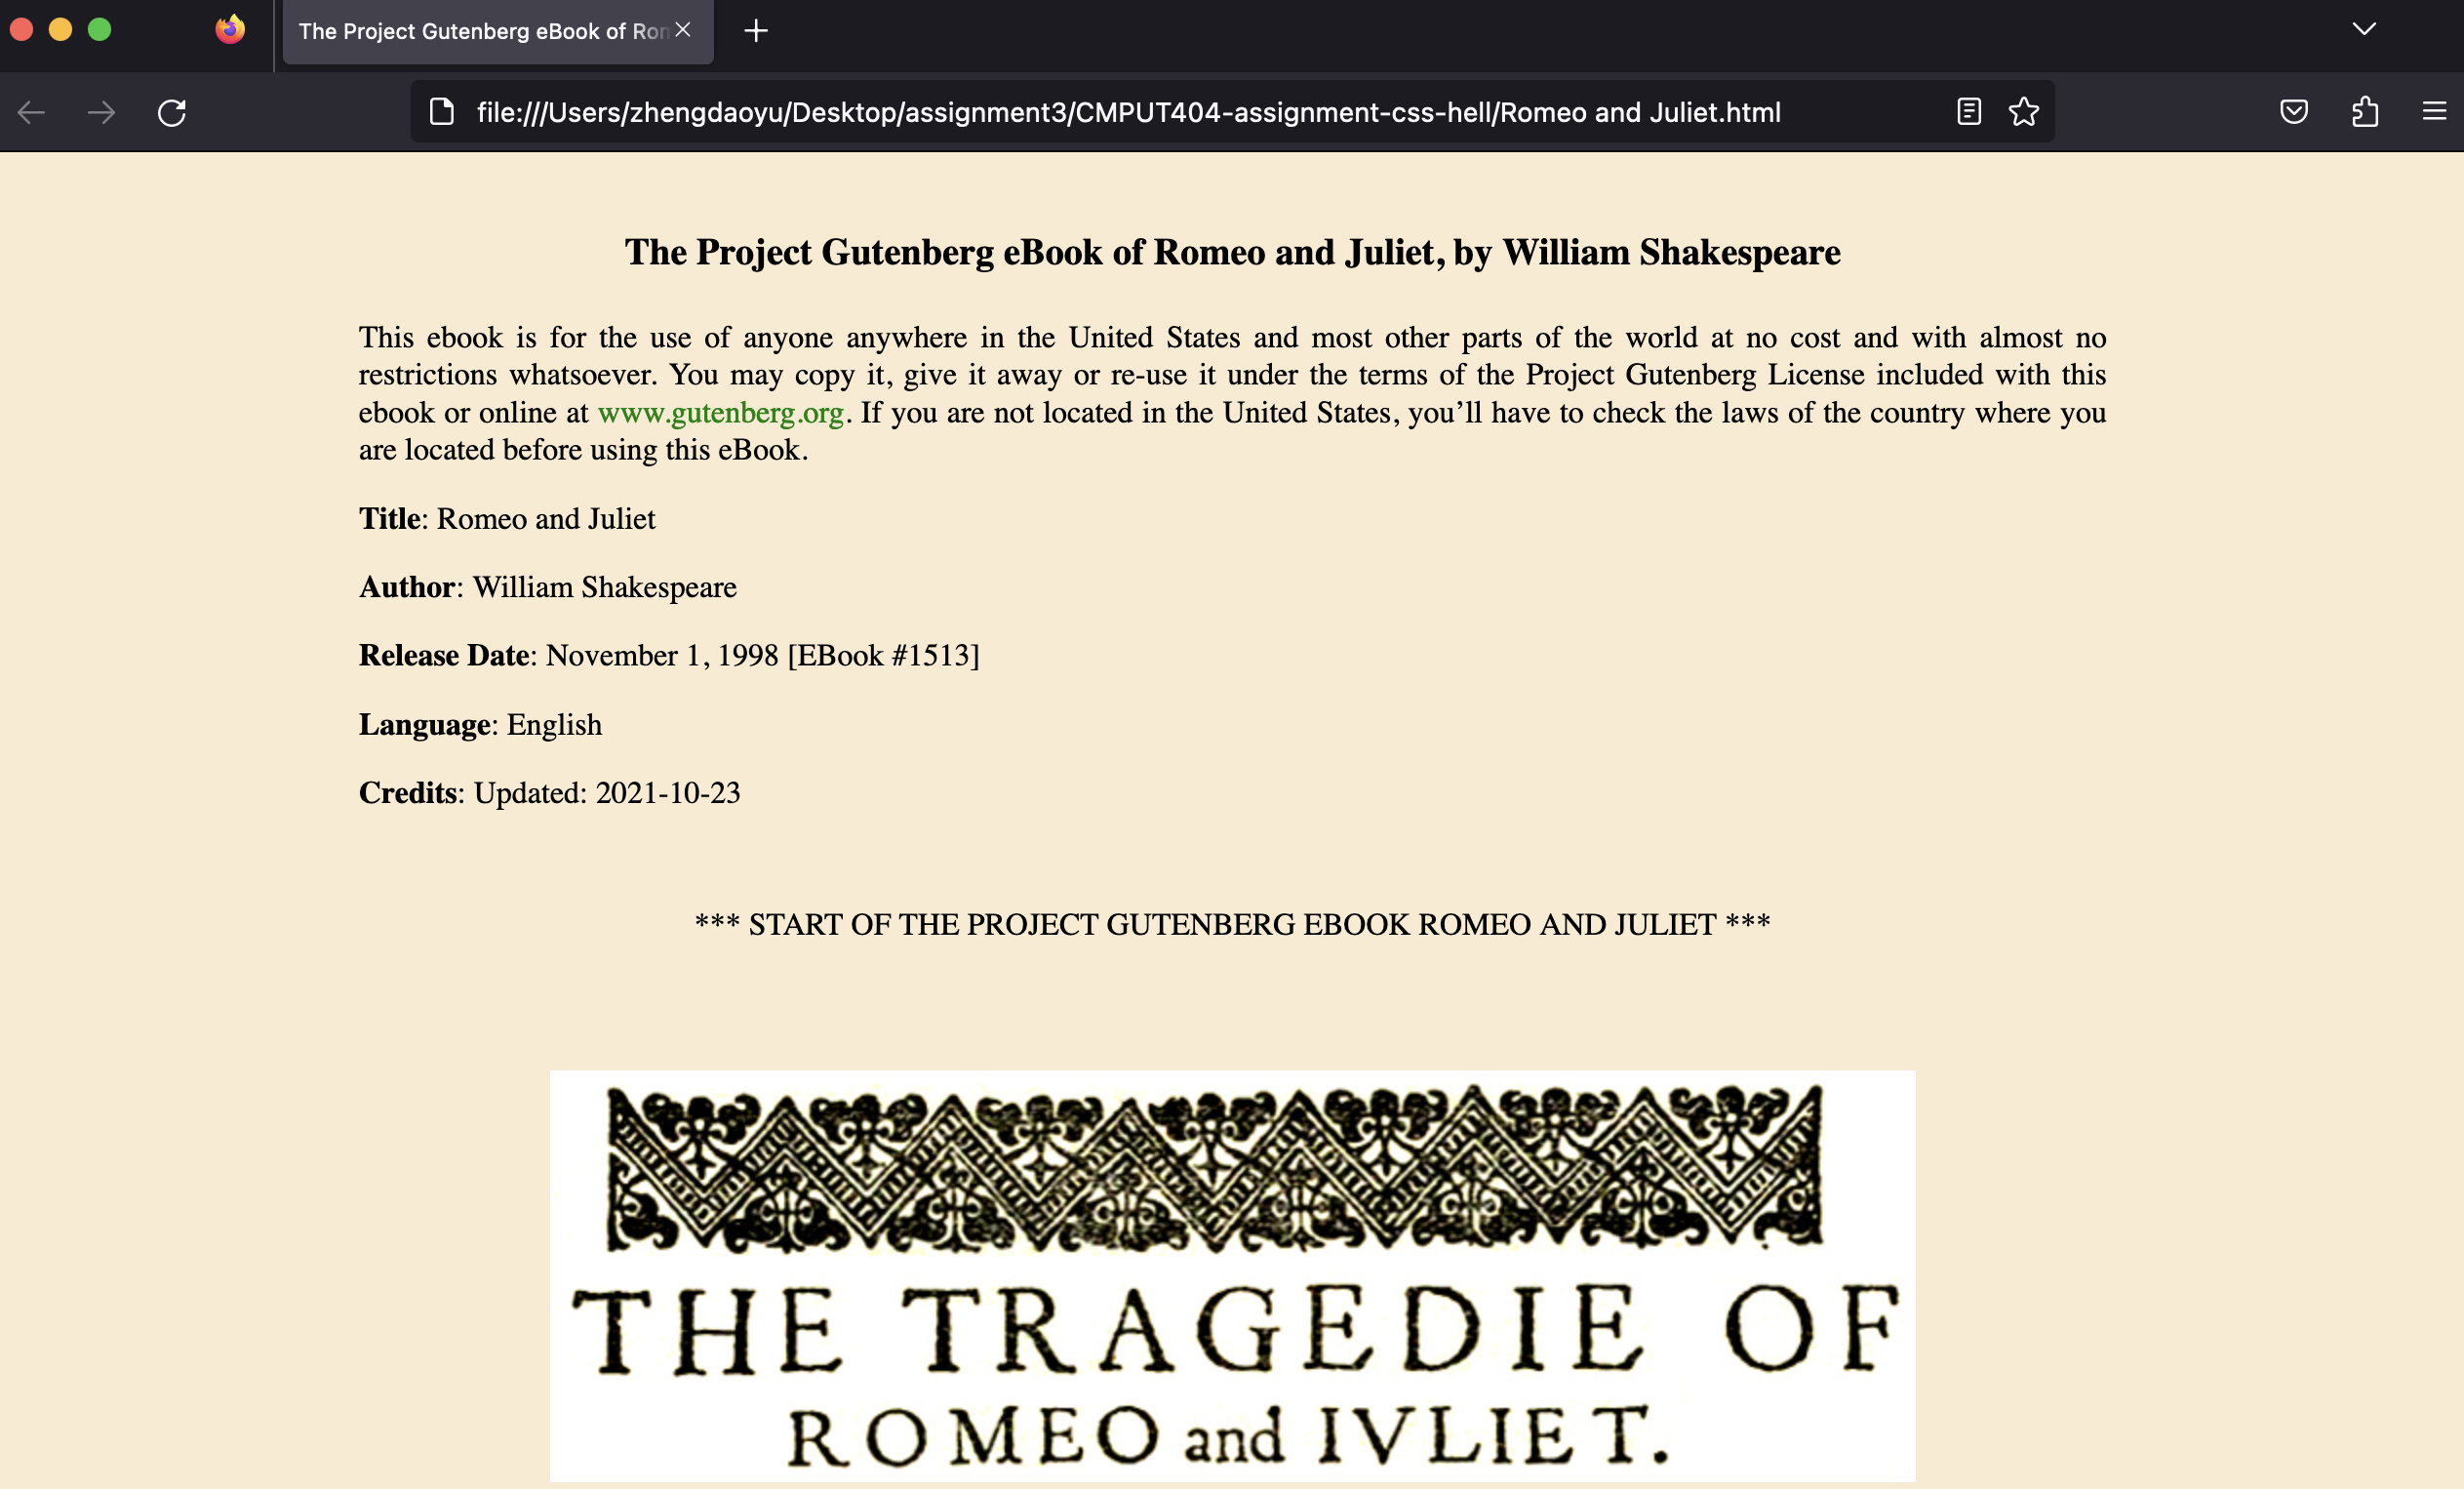 The Project Gutenberg eBook of Rom
file:///Users/zhengdaoyu/Desktop/assignment3/CMPUT404-assignment-css-hell/Romeo and Juliet.html
The Project Gutenberg eBook of Romeo and Juliet, by William Shakespeare
This ebook is for the use of anyone anywhere in the United States and most other parts of the world at no cost and with almost no
restrictions whatsoever. You may copy it, give it away or re-use it under the terms of the Project Gutenberg License included with this
ebook or online at www.gutenberg.org. If you are not located in the United States, you’ll have to check the laws of the country where you
are located before using this eBook.
Title: Romeo and Juliet
Author: William Shakespeare
Release Date: November 1, 1998 [EBook #1513]
Language: English
Credits: Updated: 2021-10-23
*** START OF THE PROJECT GUTENBERG EBOOK ROMEO AND JULIET ***
THE TRAGEDIE OF
ROMEO and IVLIET.